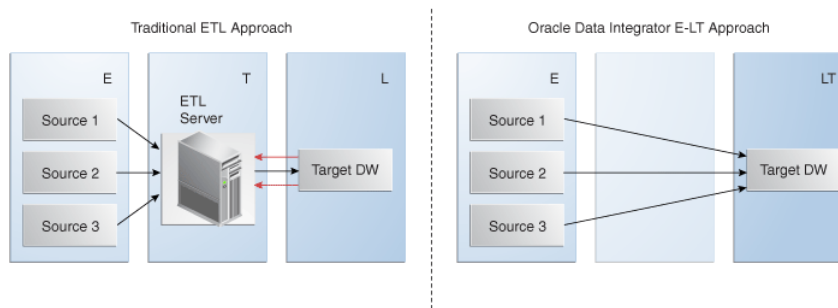 Traditional ETL Approach
E
T
L
ETL
Server
Source 1
Source 2
Source 3
Target DW
Oracle Data Integrator E-LT Approach
E
LT
Source 1
Source 2
Source 3
Target DW